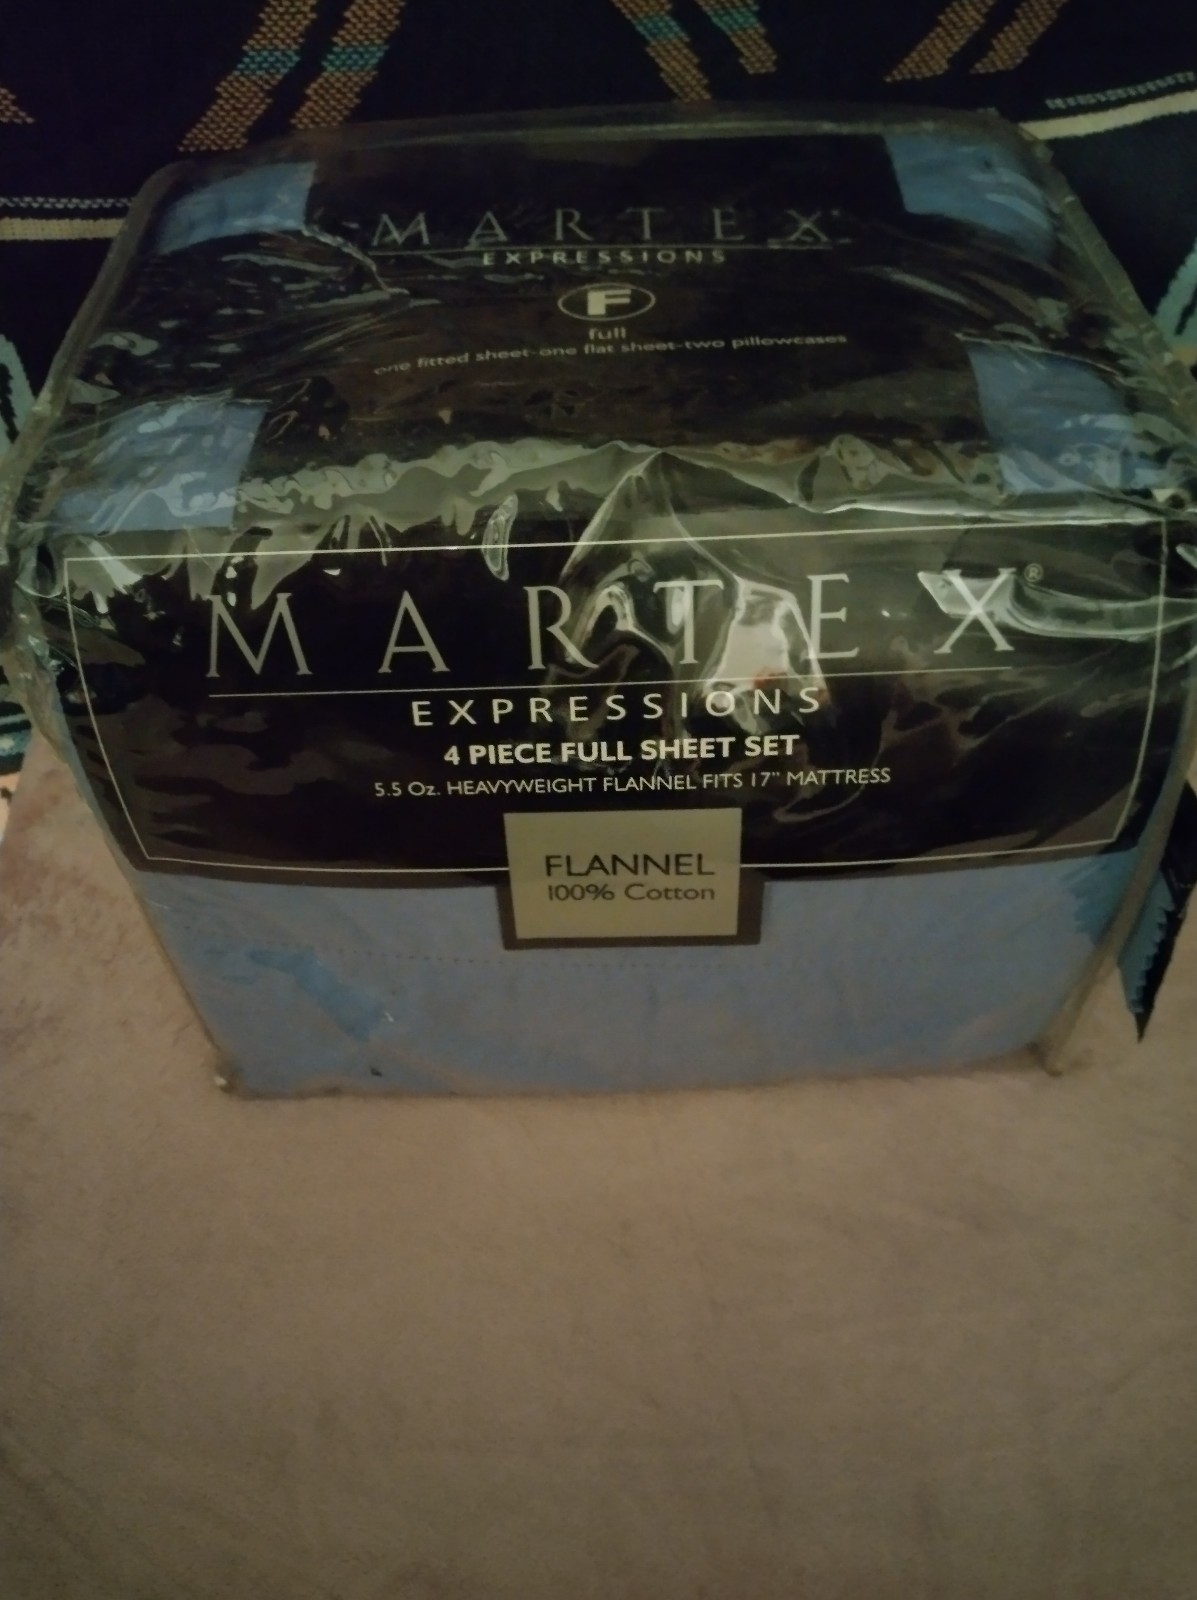 MARTEX
EXPRESSIONS
F
full
one fitted sheet-one flat sheet-two pillowcases
MARTEX®
EXPRESSIONS
4 PIECE FULL SHEET SET
5.5 Oz. HEAVYWEIGHT FLANNEL FITS 17" MATTRESS
FLANNEL
100% Cotton